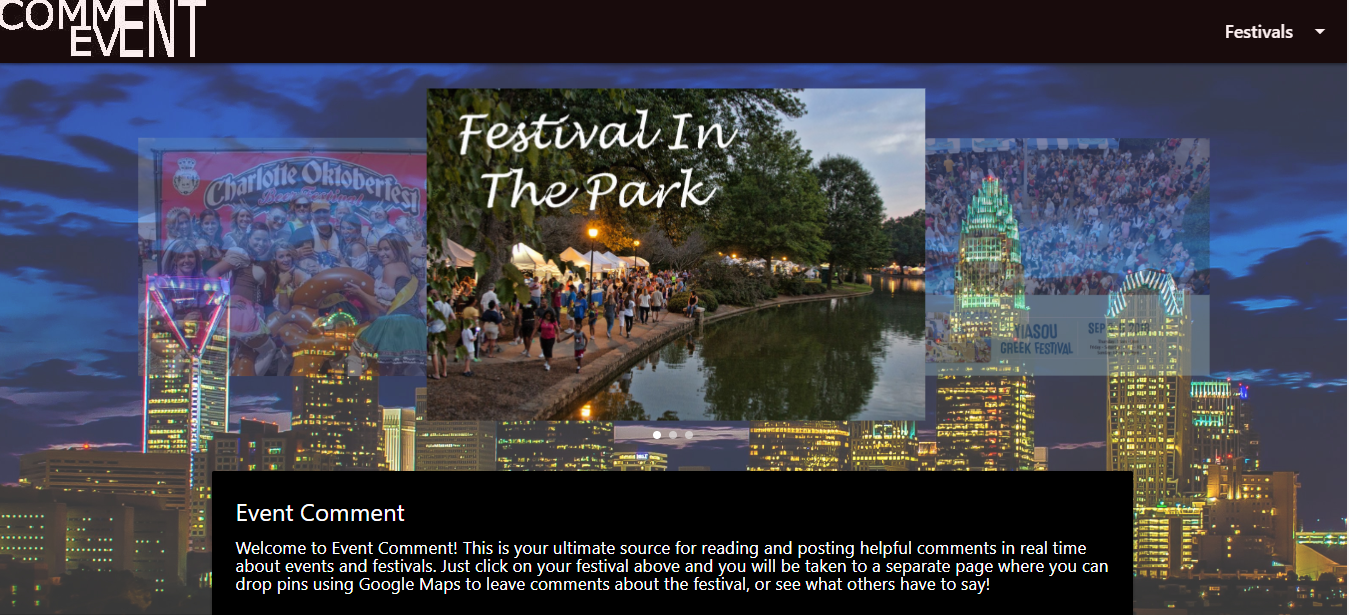 COMMENT
EVENT
Festivals
Festival In
The Park
Charlotte Oktoberfest
YIASOU
GREEK FESTIVAL
Event Comment
Welcome to Event Comment! This is your ultimate source for reading and posting helpful comments in real time
about events and festivals. Just click on your festival above and you will be taken to a separate page where you can
drop pins using Google Maps to leave comments about the festival, or see what others have to say!